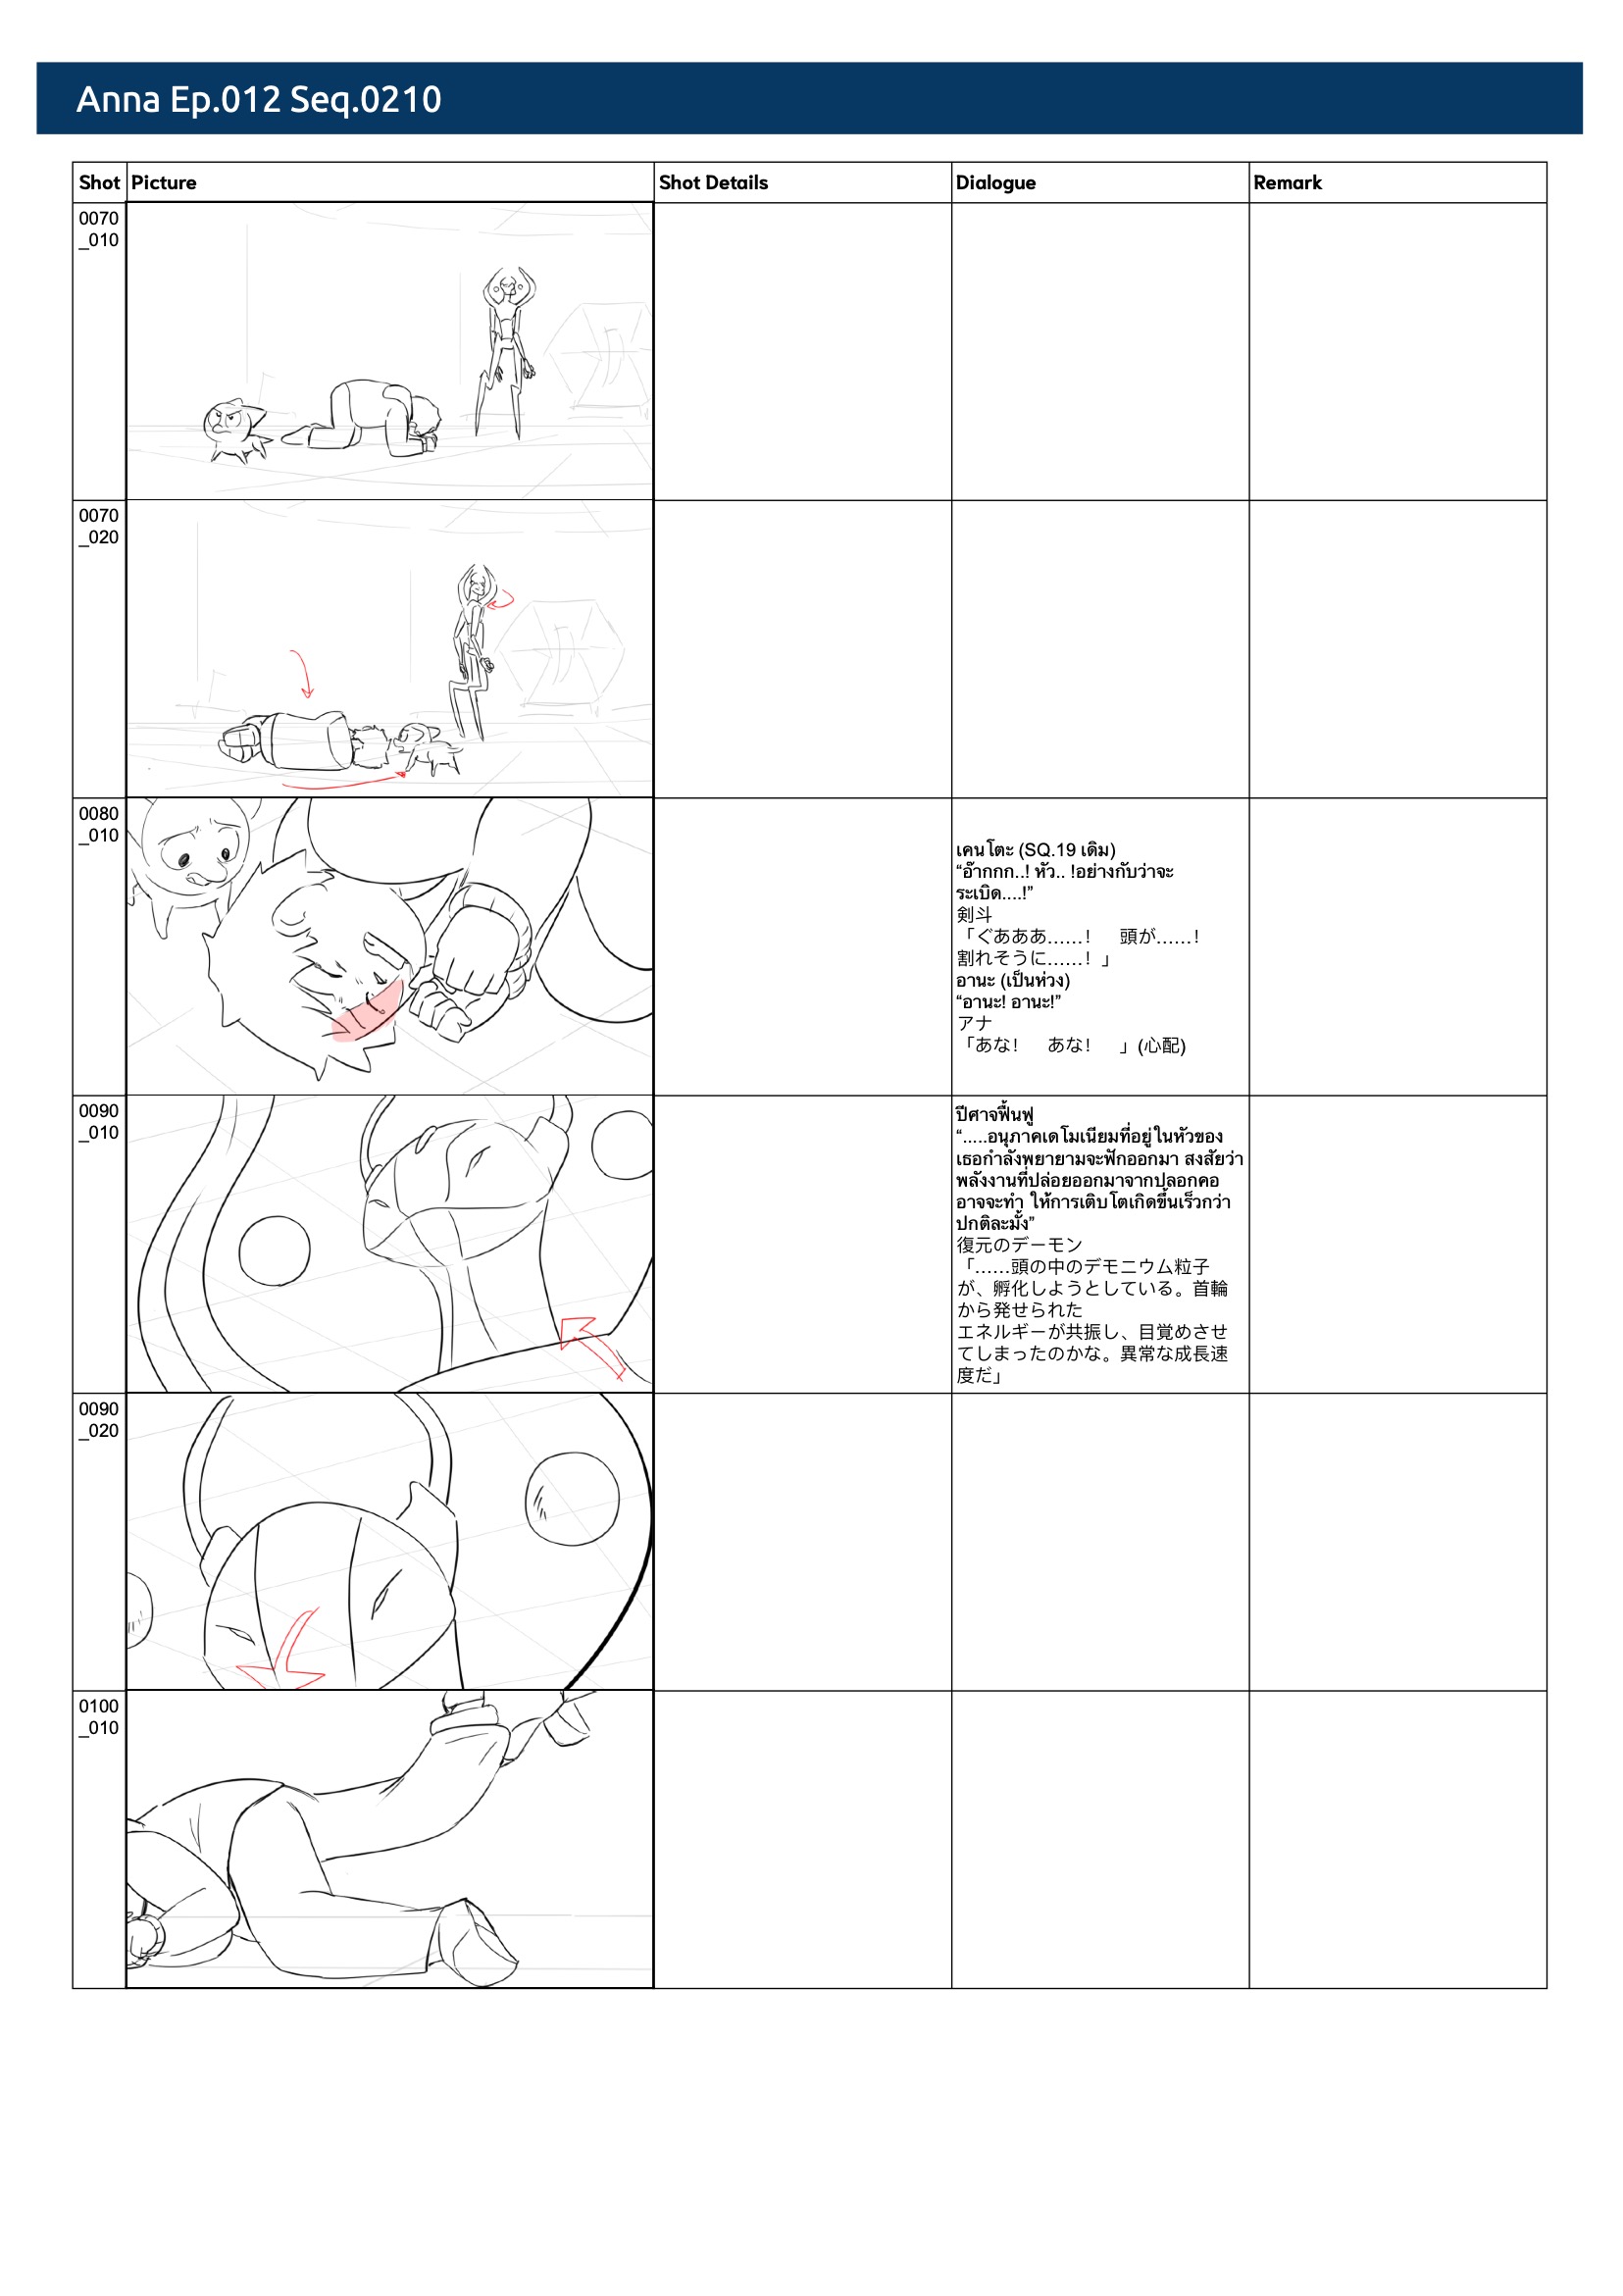 Anna Ep.012 Seq.0210
Shot Picture Shot Details Dialogue Remark
0070
_010
0070
_020
0080
_010
เคนโตะ (SQ.19 เดิม)
“อ๊ากกก..! หัว.. !อย่างกับว่าจะ
ระเบิด....!”
剣斗
「ぐあああ……！　頭が……！
割れそうに……！」
อานะ (เป็นห่วง)
“อานะ! อานะ!”
アナ
「あな！　あな！　」(心配)
0090
_010
ปีศาจฟื้นฟู
“.....อนุภาคเดโมเนียมที่อยู่ในหัวของ
เธอกำลังพยายามจะฟักออกมา สงสัยว่า
พลังงานที่ปล่อยออกมาจากปลอกคอ
อาจจะทำ ให้การเติบโตเกิดขึ้นเร็วกว่า
ปกติละมั้ง”
復元のデーモン
「……頭の中のデモニウム粒子
が、孵化しようとしている。首輪
から発せられた
エネルギーが共振し、目覚めさせ
てしまったのかな。異常な成長速
度だ」
0090
_020
0100
_010